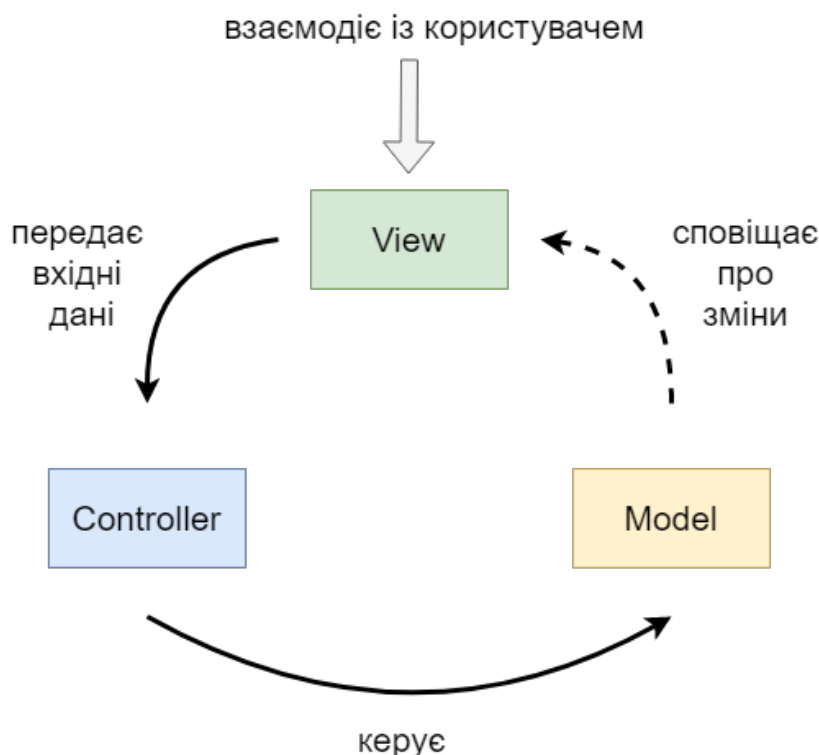 взаємодіє із користувачем
View
передає
вхідні
дані
сповіщає
про
зміни
Controller
Model
керує